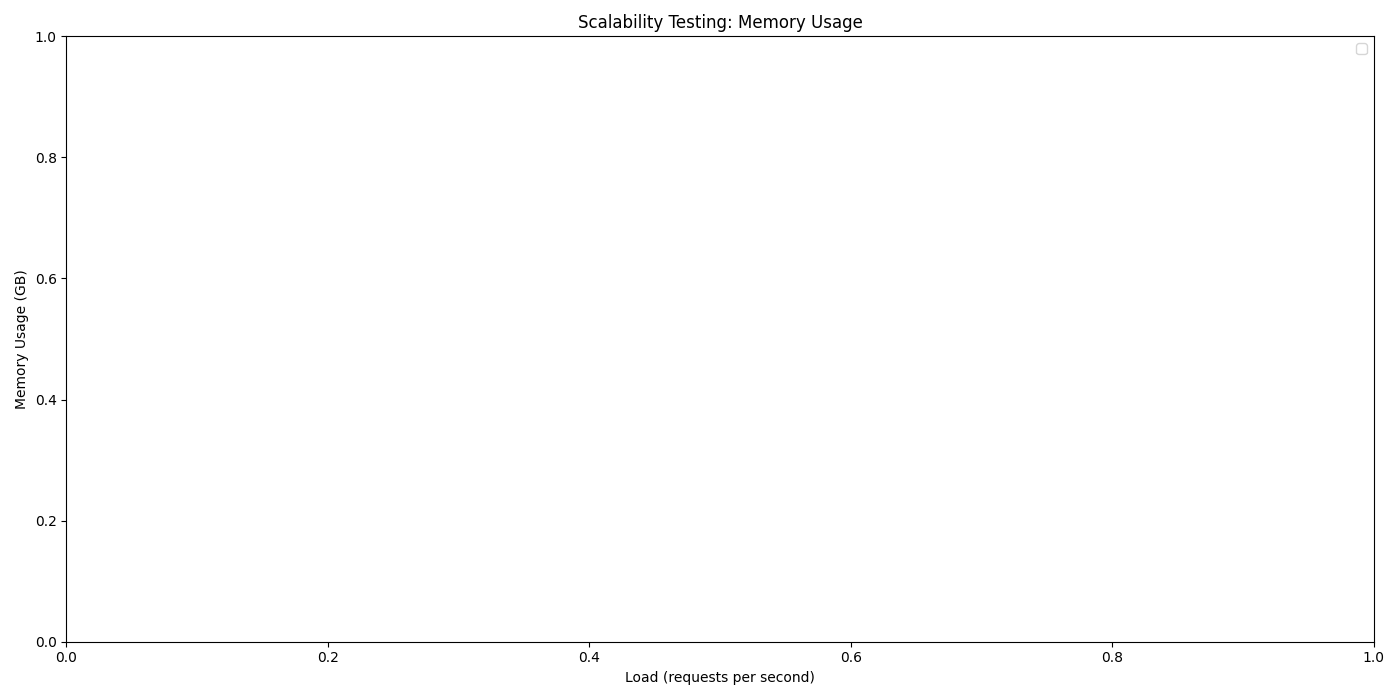 Scalability Testing: Memory Usage
1.0
0.8
0.6
0.4
0.2
0.0
Memory Usage (GB)
0.0 0.2 0.4 0.6 0.8 1.0
Load (requests per second)